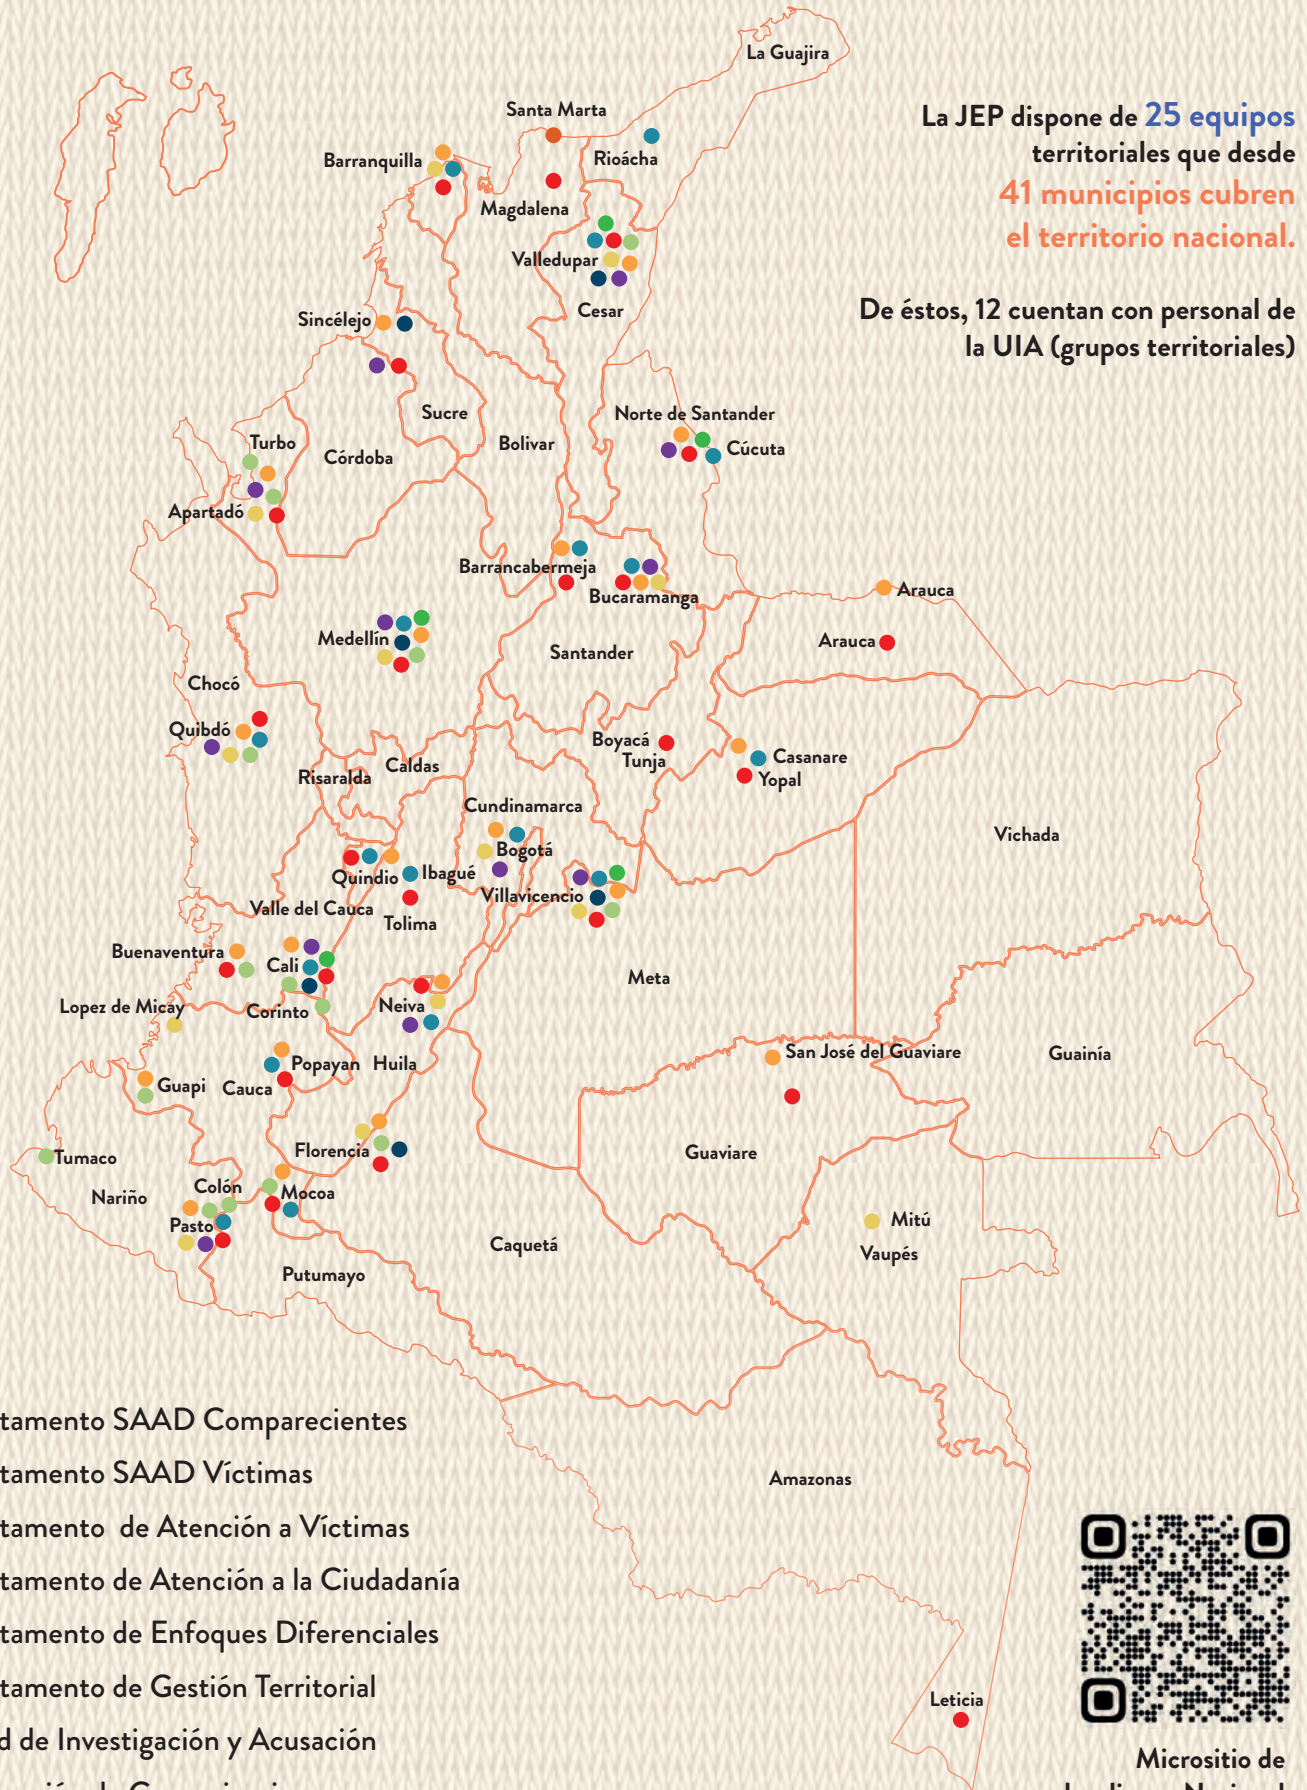 La Guajira
Santa Marta
La JEP dispone de 25 equipos
territoriales que desde
41 municipios cubren
el territorio nacional.
De éstos, 12 cuentan con personal de
la UIA (grupos territoriales)
Barranquilla
Rioácha
Magdalena
Valledupar
Cesar
Sincélejo
Sucre
Norte de Santander
Cúcuta
Turbo
Córdoba
Bolivar
Apartadó
Barrancabermeja
Bucaramanga
Arauca
Medellín
Arauca
Santander
Chocó
Quibdó
Boyacá
Tunja
Casanare
Yopal
Risaralda
Caldas
Cundinamarca
Vichada
Bogotá
Quindio
Ibagué
Villavicencio
Valle del Cauca
Tolima
Buenaventura
Cali
Meta
Lopez de Micay
Corinto
Neiva
San José del Guaviare
Guainía
Popayan
Huila
Guapi
Cauca
Florencia
Guaviare
Tumaco
Nariño
Colón
Mocoa
Pasto
Mitú
Vaupés
Caquetá
Putumayo
tamento SAAD Comparecientes
tamento SAAD Víctimas
Amazonas
tamento de Atención a Víctimas
tamento de Atención a la Ciudadanía
tamento de Enfoques Diferenciales
tamento de Gestión Territorial
Leticia
d de Investigación y Acusación
Micrositio de